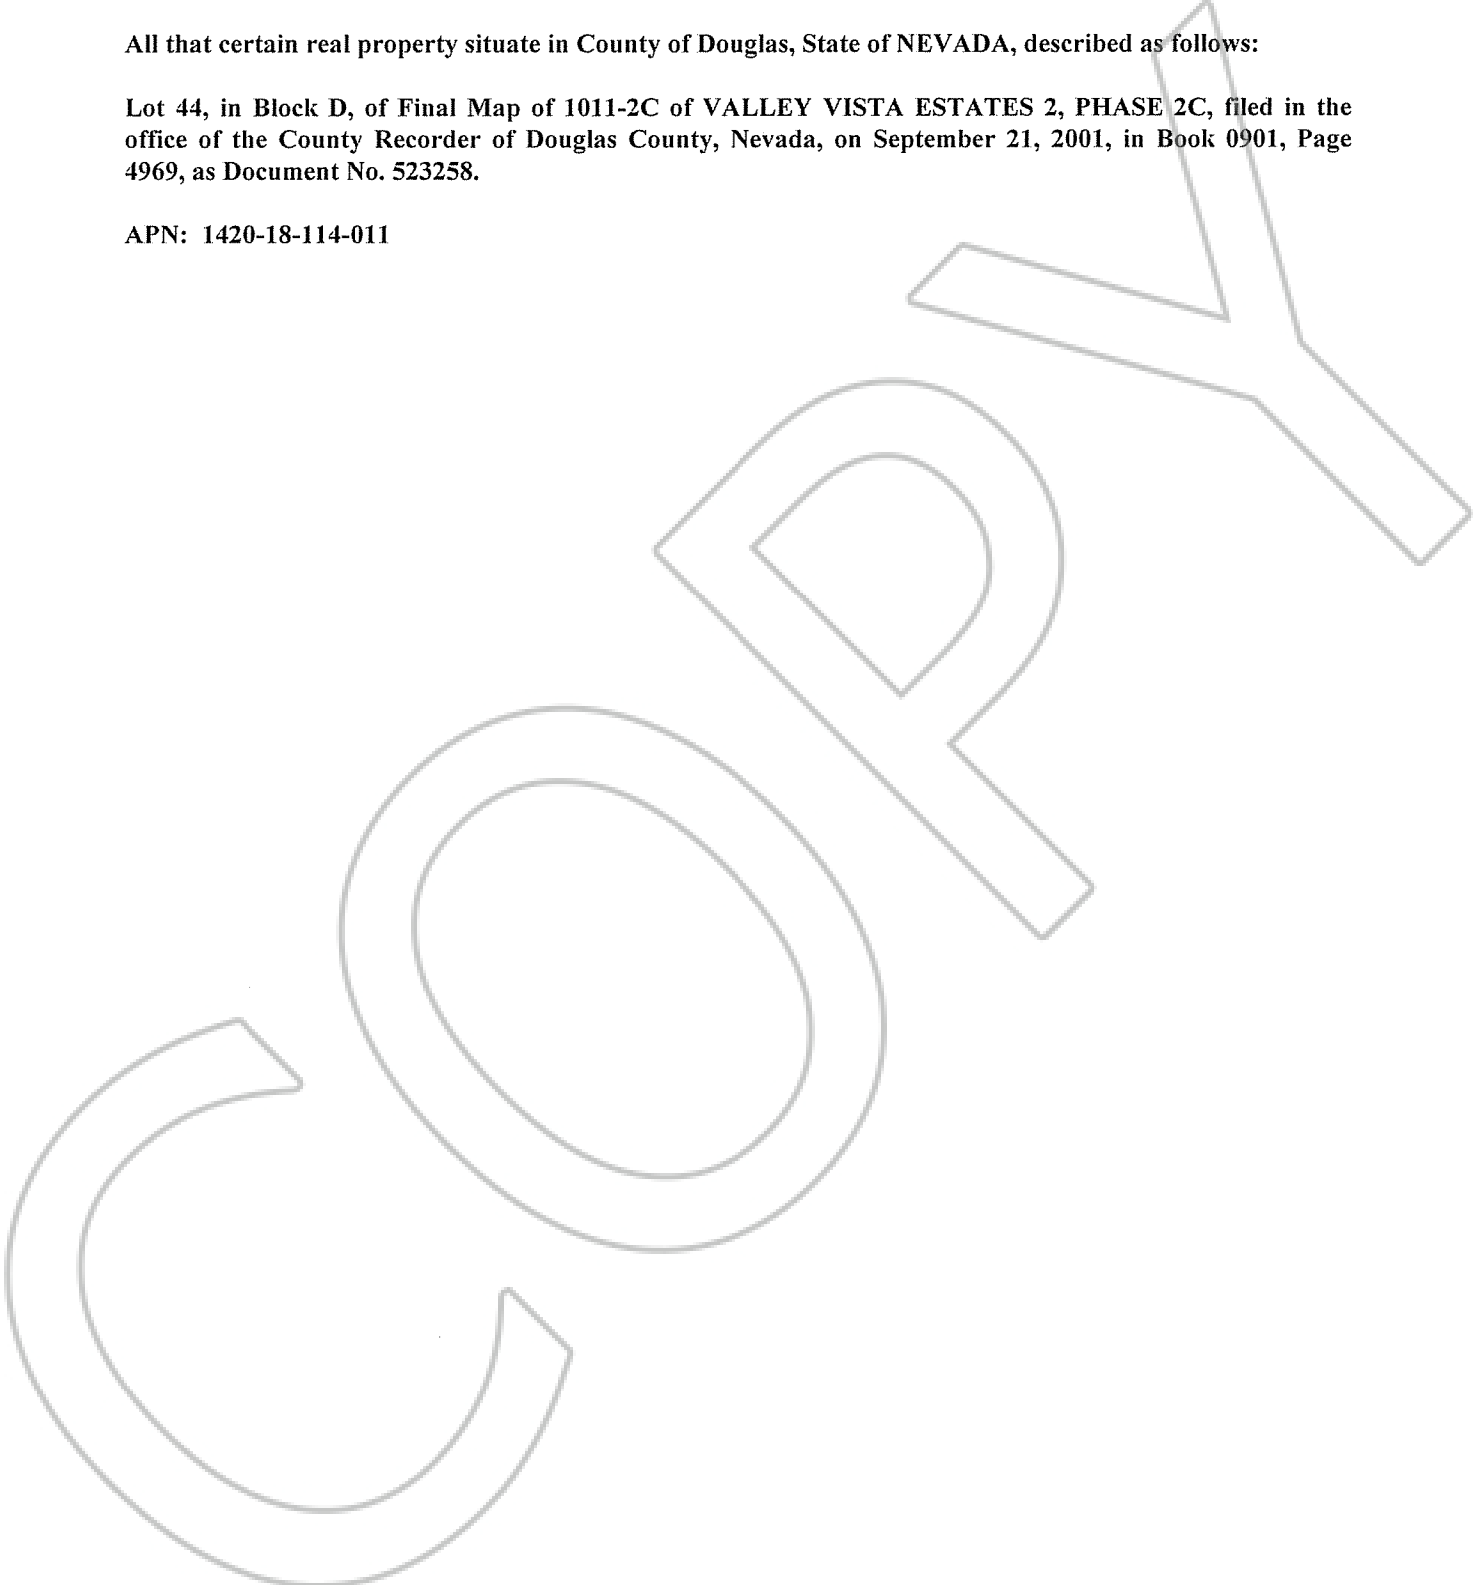 All that certain real property situate in County of Douglas, State of NEVADA, described as follows:
Lot 44, in Block D, of Final Map of 1011-2C of VALLEY VISTA ESTATES 2, PHASE 2C, filed in the
office of the County Recorder of Douglas County, Nevada, on September 21, 2001, in Book 0901, Page
4969, as Document No. 523258.
APN: 1420-18-114-011
COPY